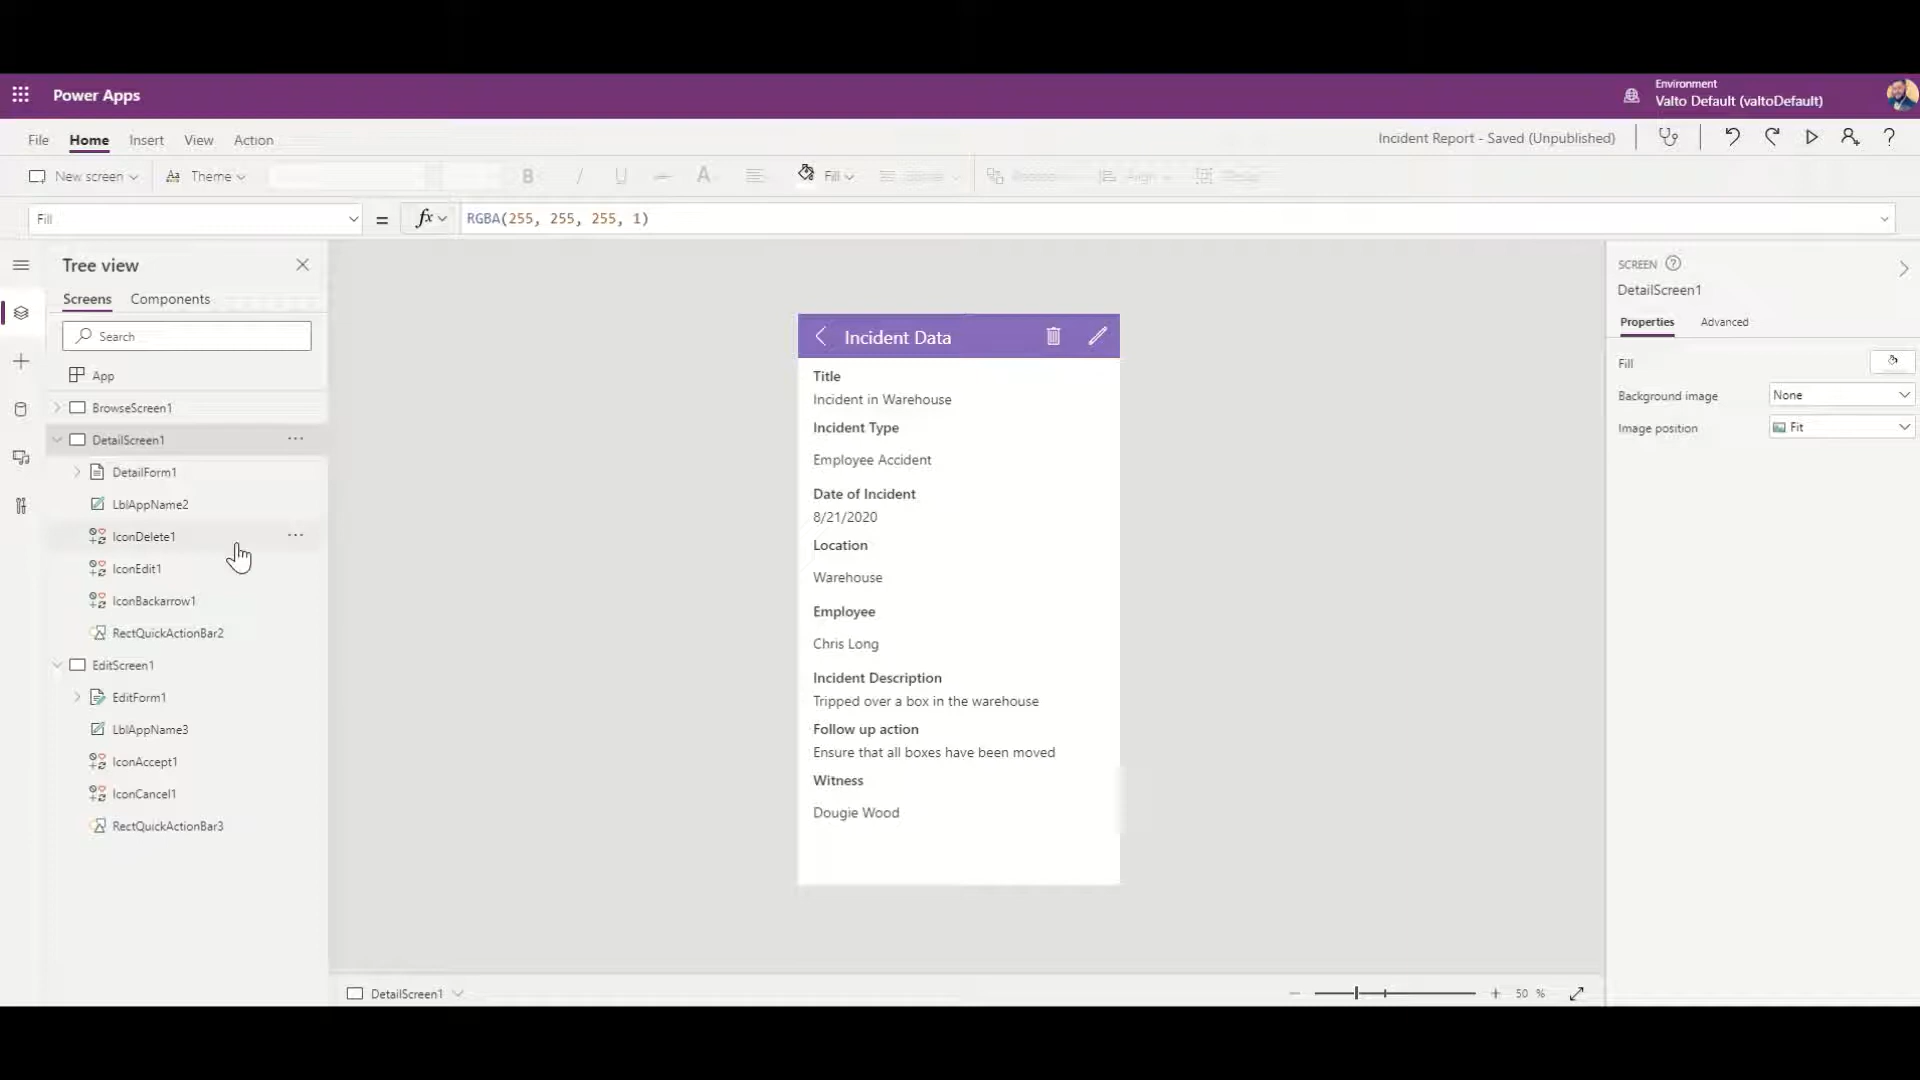 Power Apps
Environment
Valto Default (valtoDefault)
File Home Insert View Action
Incident Report - Saved (Unpublished)
New screen Theme B / U A Fill
Fill = fx RGBA(255, 255, 255, 1)
Tree view
Screens Components
Search
App
BrowseScreen1
DetailScreen1
DetailForm1
LblAppName2
IconDelete1
IconEdit1
IconBackarrow1
RectQuickActionBar2
EditScreen1
EditForm1
LblAppName3
IconAccept1
IconCancel1
RectQuickActionBar3
Incident Data
Title
Incident in Warehouse
Incident Type
Employee Accident
Date of Incident
8/21/2020
Location
Warehouse
Employee
Chris Long
Incident Description
Tripped over a box in the warehouse
Follow up action
Ensure that all boxes have been moved
Witness
Dougie Wood
SCREEN
DetailScreen1
Properties Advanced
Fill
Background image None
Image position Fit
DetailScreen1
50 %